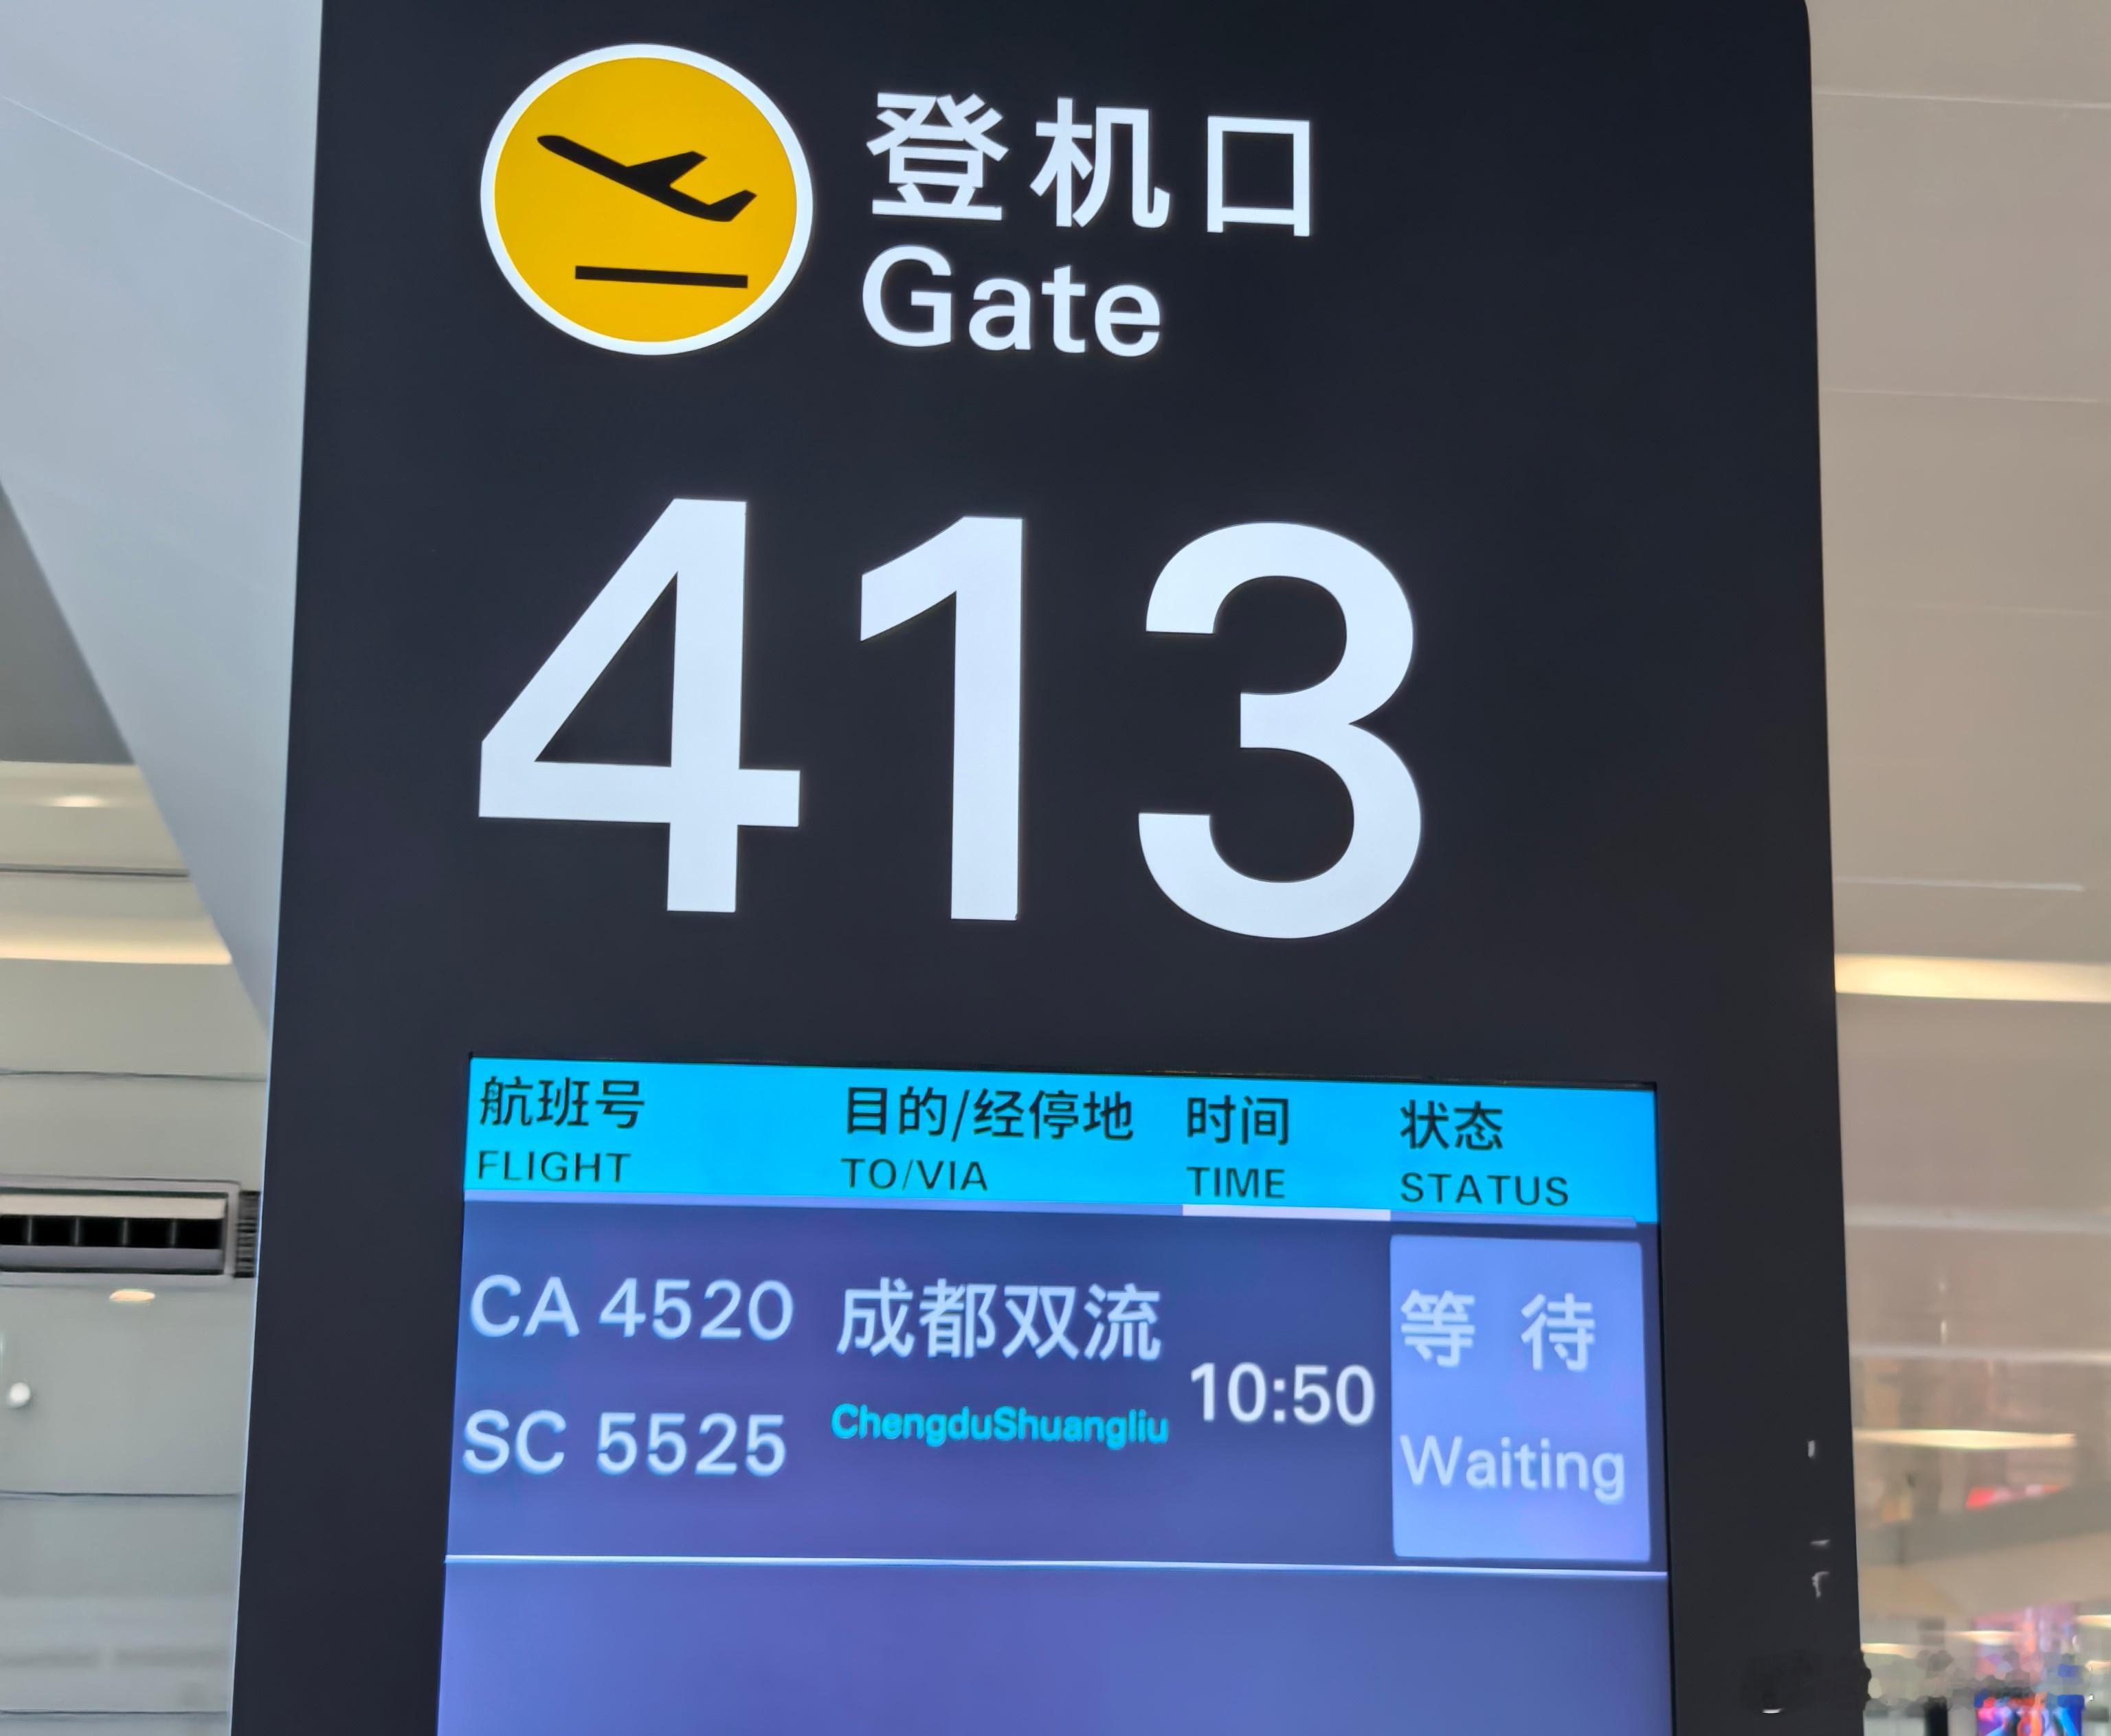 登机口
Gate
413
航班号 目的/经停地 时间 状态
FLIGHT TO/VIA TIME STATUS
CA 4520 成都双流 10:50 等 待
SC 5525 ChengduShuangliu Waiting